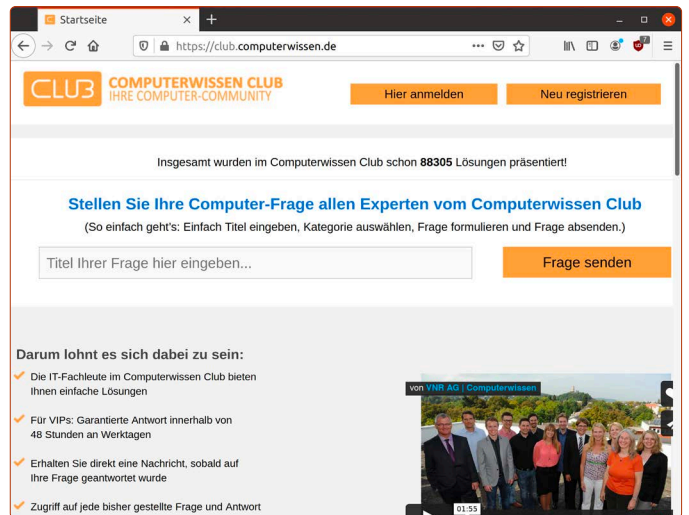 Startseite
https://club.computerwissen.de
7
CLUB
COMPUTERWISSEN CLUB
IHRE COMPUTER-COMMUNITY
Hier anmelden
Neu registrieren
Insgesamt wurden im Computerwissen Club schon 88305 Lösungen präsentiert!
Stellen Sie Ihre Computer-Frage allen Experten vom Computerwissen Club
(So einfach geht's: Einfach Titel eingeben, Kategorie auswählen, Frage formulieren und Frage absenden.)
Titel Ihrer Frage hier eingeben...
Frage senden
Darum lohnt es sich dabei zu sein:
Die IT-Fachleute im Computerwissen Club bieten
Ihnen einfache Lösungen
Für VIPs: Garantierte Antwort innerhalb von
48 Stunden an Werktagen
Erhalten Sie direkt eine Nachricht, sobald auf
Ihre Frage geantwortet wurde
Zugriff auf jede bisher gestellte Frage und Antwort
von VNR AG | Computerwissen
01:55